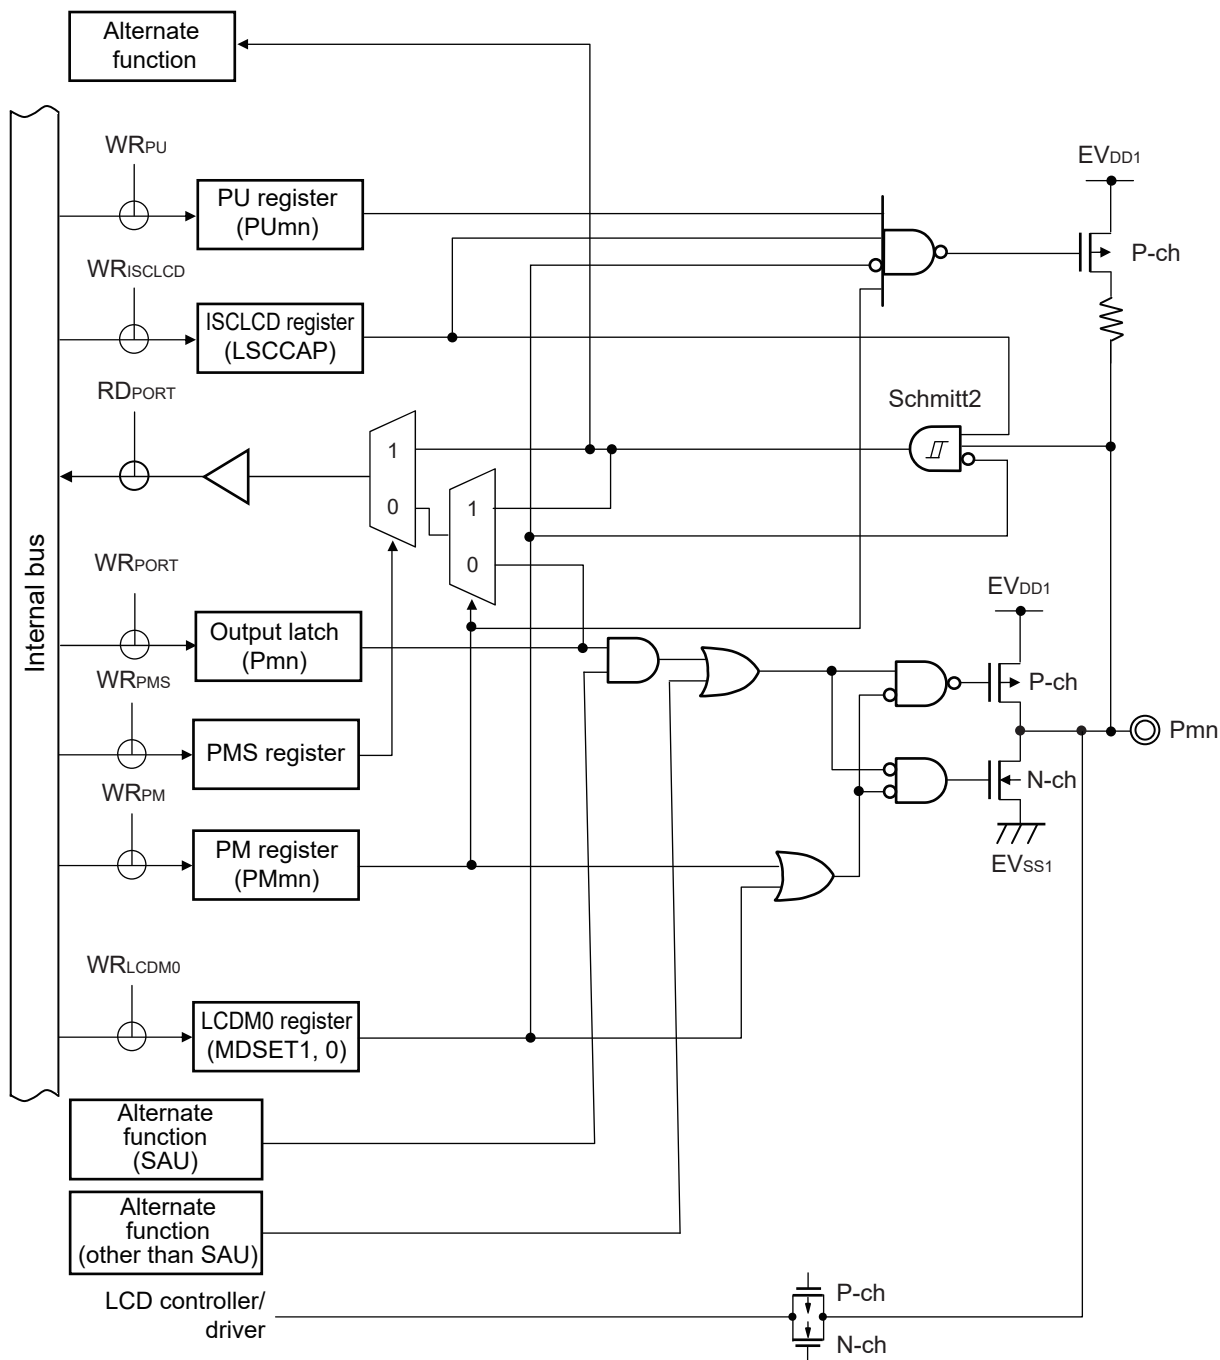 Alternate
function
WRPU
EVDD1
PU register
(PUmn)
P-ch
WRISCLCD
ISCLCD register
(LSCCAP)
RDPORT
Schmitt2
1
0
1
0
Internal bus
WRPORT
EVDD1
Output latch
(Pmn)
WRPMS
P-ch
Pmn
PMS register
N-ch
WRPM
PM register
(PMmn)
EVSS1
WRLCDM0
LCDM0 register
(MDSET1, 0)
Alternate
function
(SAU)
Alternate
function
(other than SAU)
LCD controller/
driver
P-ch
N-ch